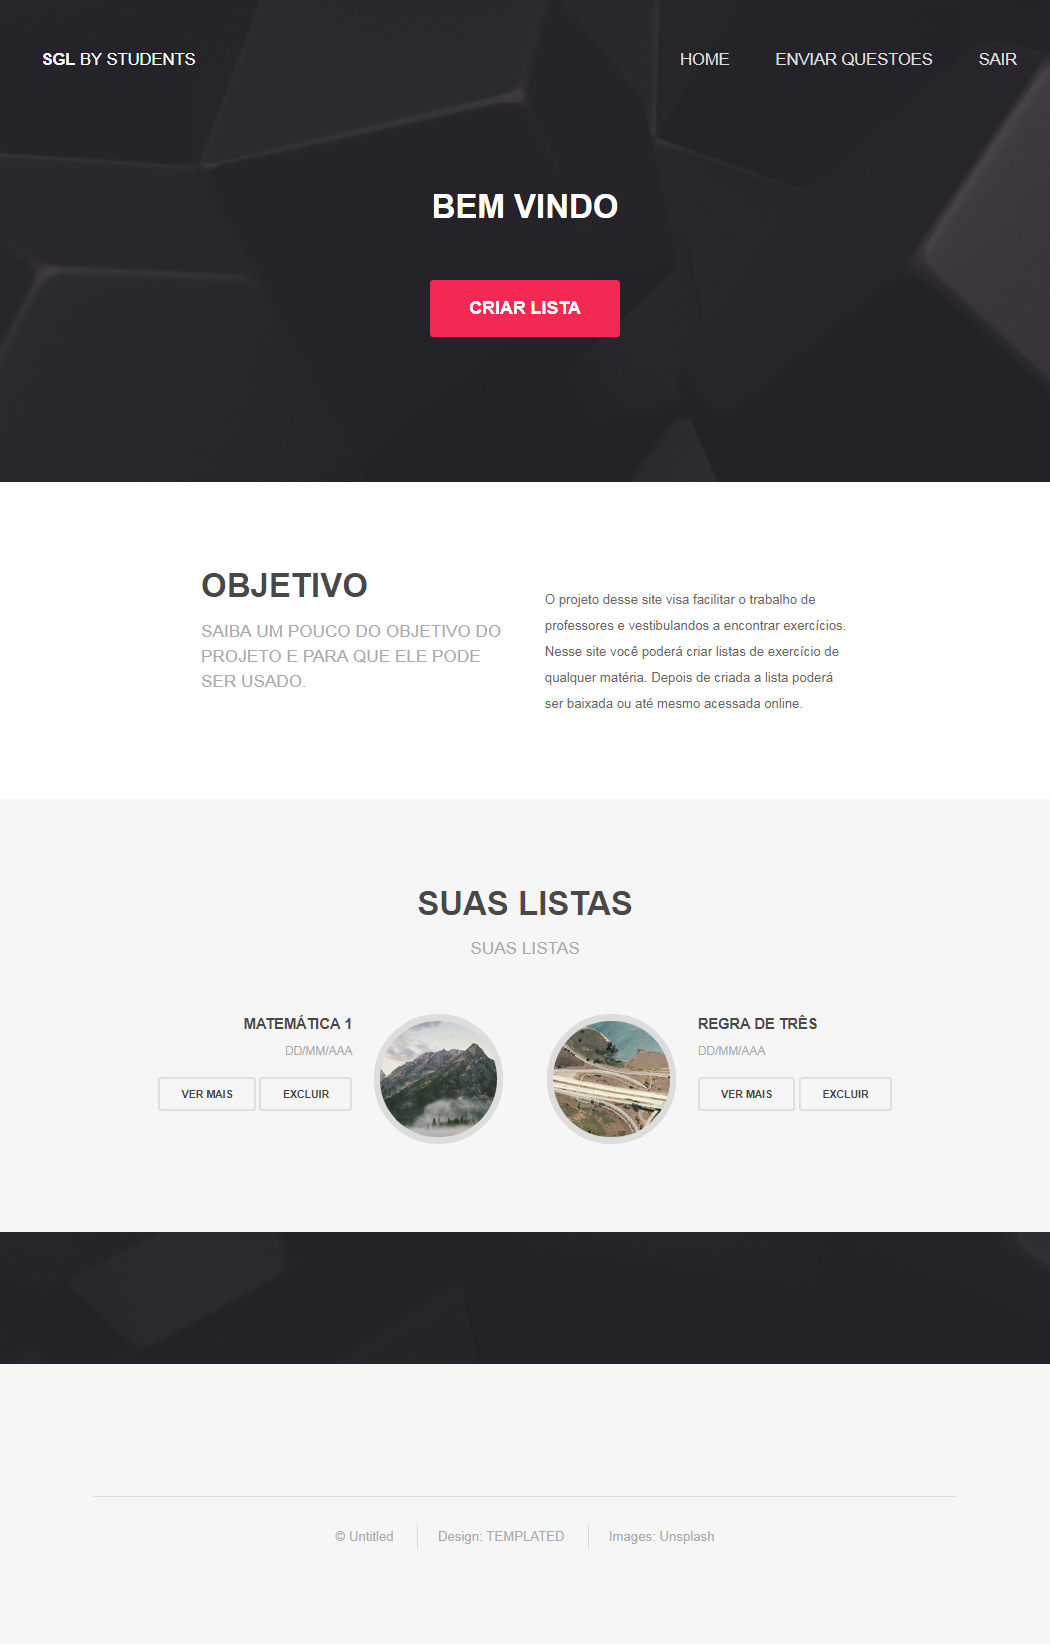 SGL BY STUDENTS
HOME
ENVIAR QUESTOES
SAIR
BEM VINDO
CRIAR LISTA
OBJETIVO
SAIBA UM POUCO DO OBJETIVO DO
PROJETO E PARA QUE ELE PODE
SER USADO.
O projeto desse site visa facilitar o trabalho de
professores e vestibulandos a encontrar exercícios.
Nesse site você poderá criar listas de exercício de
qualquer matéria. Depois de criada a lista poderá
ser baixada ou até mesmo acessada online.
SUAS LISTAS
SUAS LISTAS
MATEMÁTICA 1
DD/MM/AAA
VER MAIS
EXCLUIR
REGRA DE TRÊS
DD/MM/AAA
VER MAIS
EXCLUIR
© Untitled
Design: TEMPLATED
Images: Unsplash